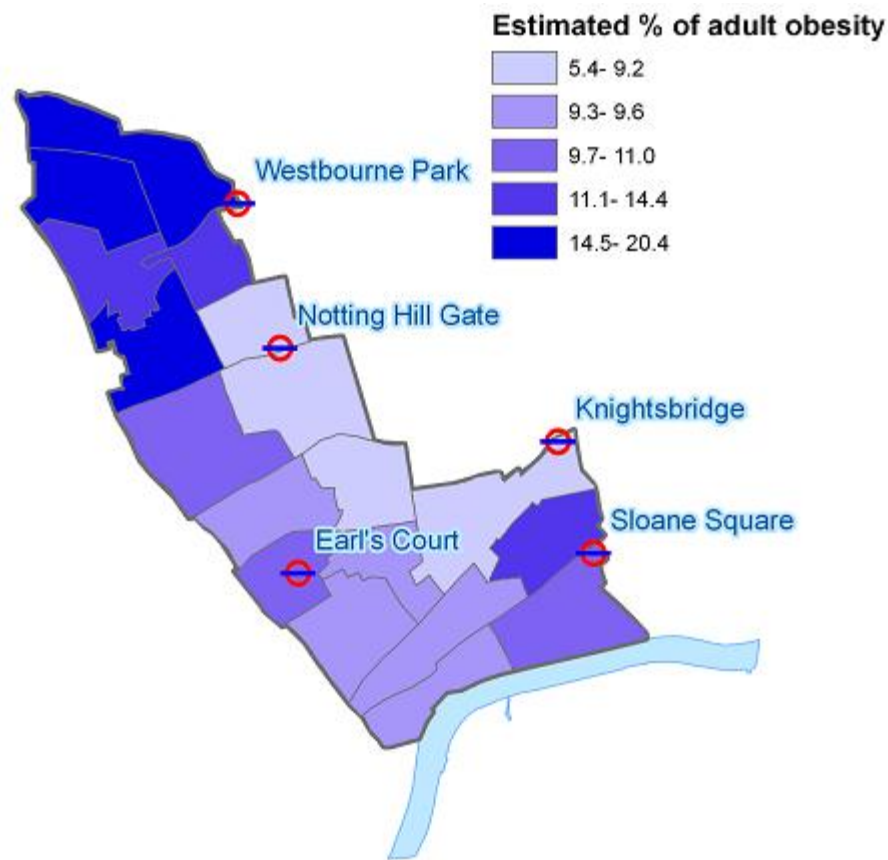 Estimated % of adult obesity
5.4- 9.2
9.3- 9.6
9.7- 11.0
11.1- 14.4
14.5- 20.4
Westbourne Park
Notting Hill Gate
Knightsbridge
Sloane Square
Earl's Court